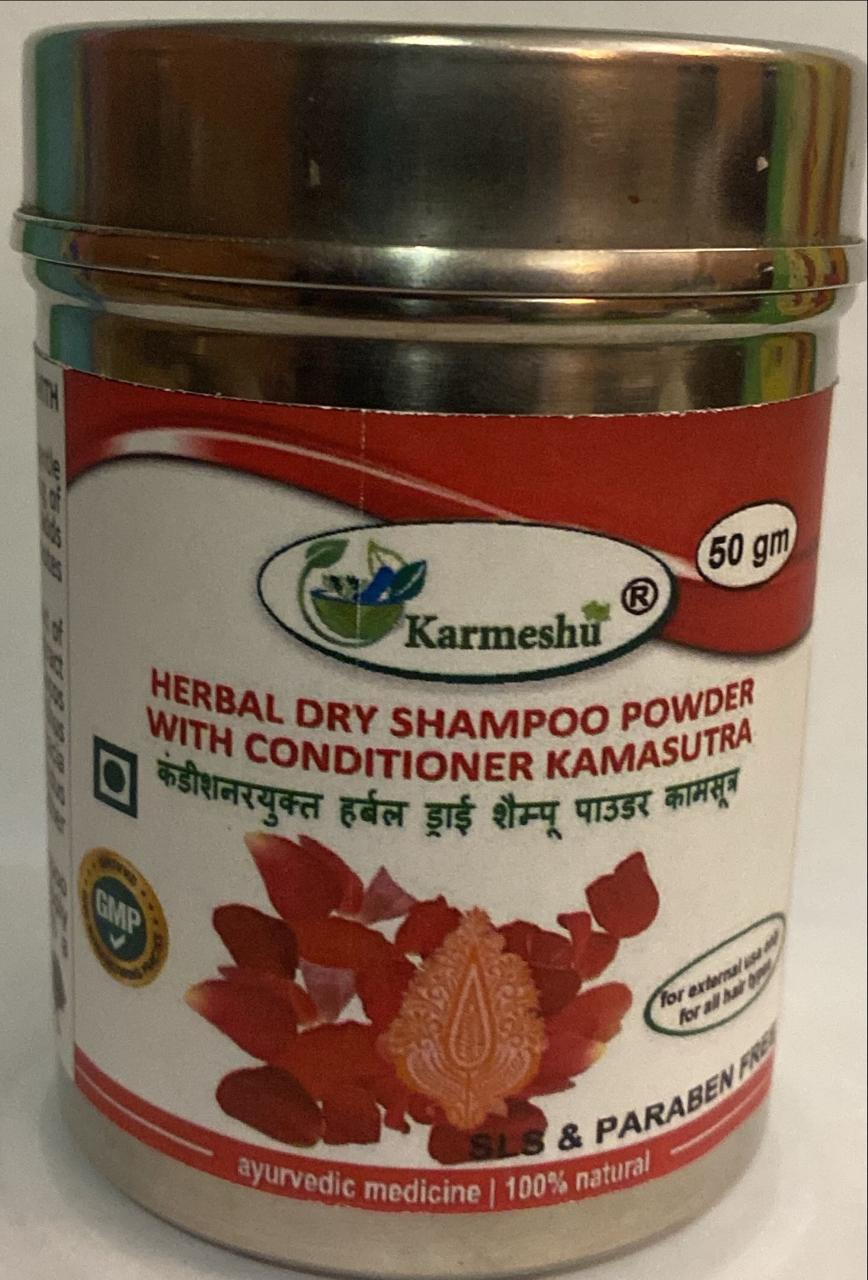 50 gm
Karmeshu ®
HERBAL DRY SHAMPOO POWDER
WITH CONDITIONER KAMASUTRA
कंडीशनरयुक्त हर्बल ड्राई शैम्पू पाउडर कामसूत्र
GMP
for external use only
for all hair types
SLS & PARABEN FREE
ayurvedic medicine | 100% natural